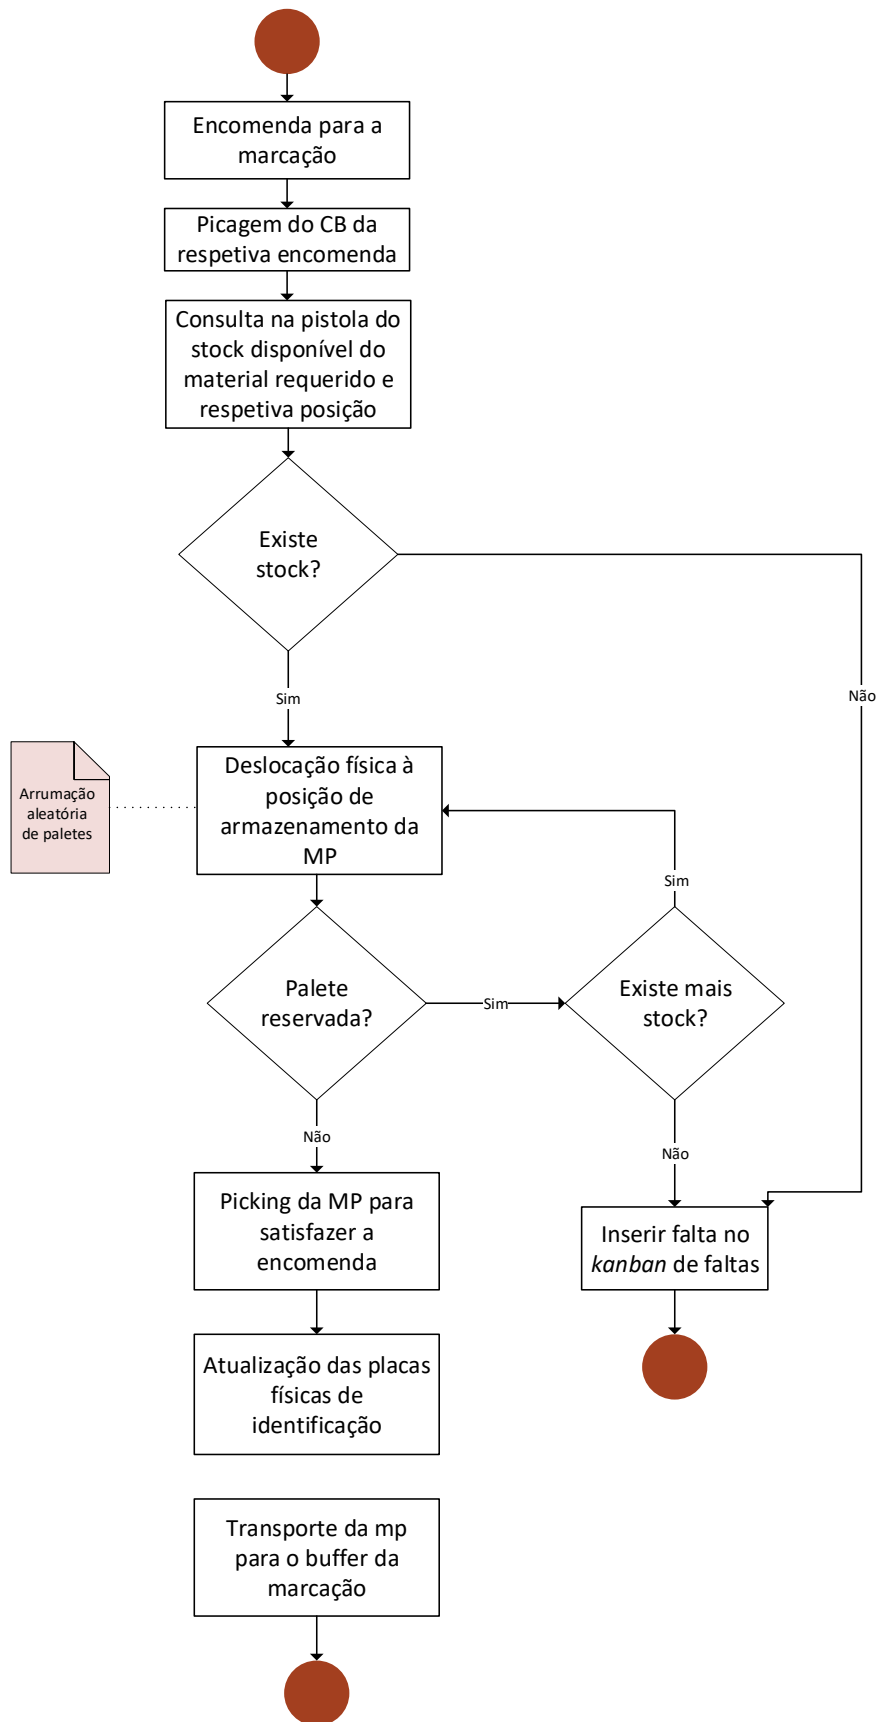 Encomenda para a
marcação
Picagem do CB da
respetiva encomenda
Consulta na pistola do
stock disponível do
material requerido e
respetiva posição
Existe
stock?
Sim
Não
Arrumação
aleatória
de paletes
Deslocação física à
posição de
armazenamento da
MP
Sim
Palete
reservada?
Sim
Existe mais
stock?
Não
Não
Picking da MP para
satisfazer a
encomenda
Inserir falta no
kanban de faltas
Atualização das placas
físicas de
identificação
Transporte da mp
para o buffer da
marcação